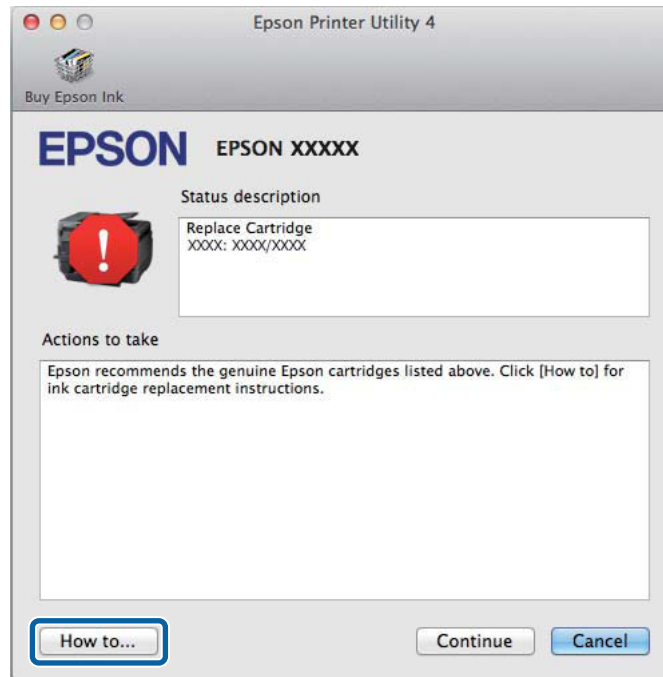 Epson Printer Utility 4
Buy Epson Ink
EPSON EPSON XXXXX
Status description
Replace Cartridge
XXXX: XXXX/XXXX
Actions to take
Epson recommends the genuine Epson cartridges listed above. Click [How to] for
ink cartridge replacement instructions.
How to... Continue Cancel